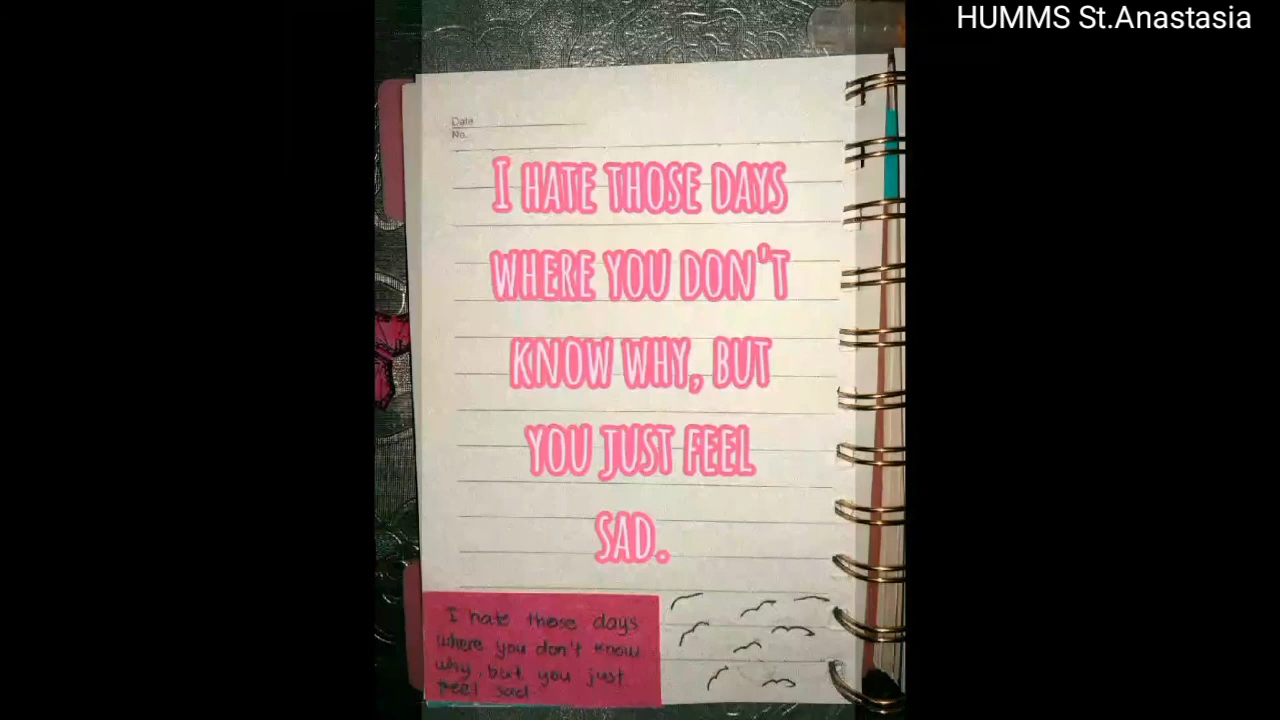 HUMMS St.Anastasia
Date
No.
I HATE THOSE DAYS
WHERE YOU DON'T
KNOW WHY, BUT
YOU JUST FEEL
SAD.
I hate those days
where you don't know
why, but you just
feel sad